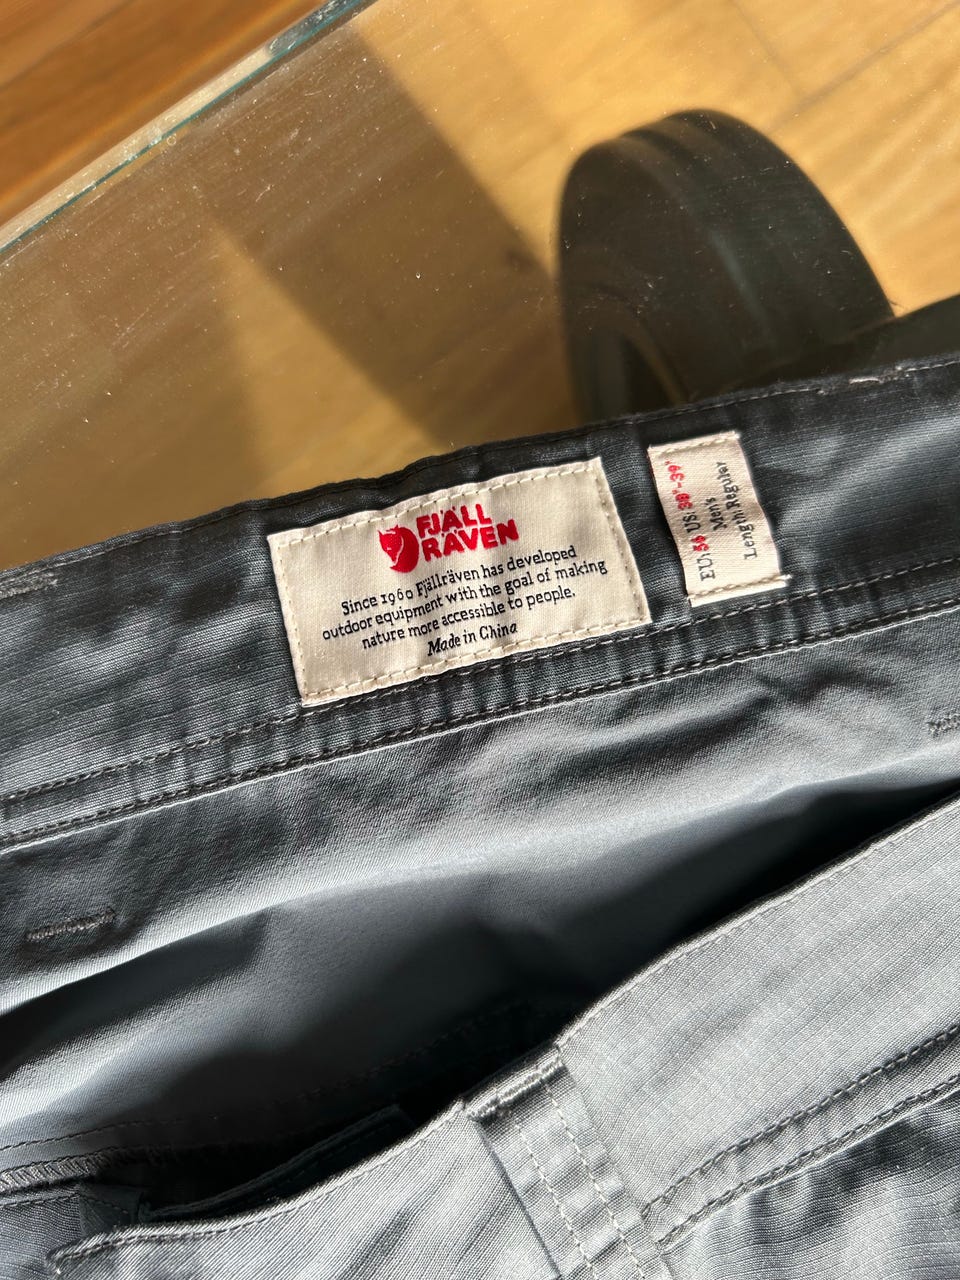 FJÄLL
RÄVEN
Since 1960 Fjällräven has developed
outdoor equipment with the goal of making
nature more accessible to people.
Made in China
EU: 56 US: 38"-39"
Men's
Length: Regular